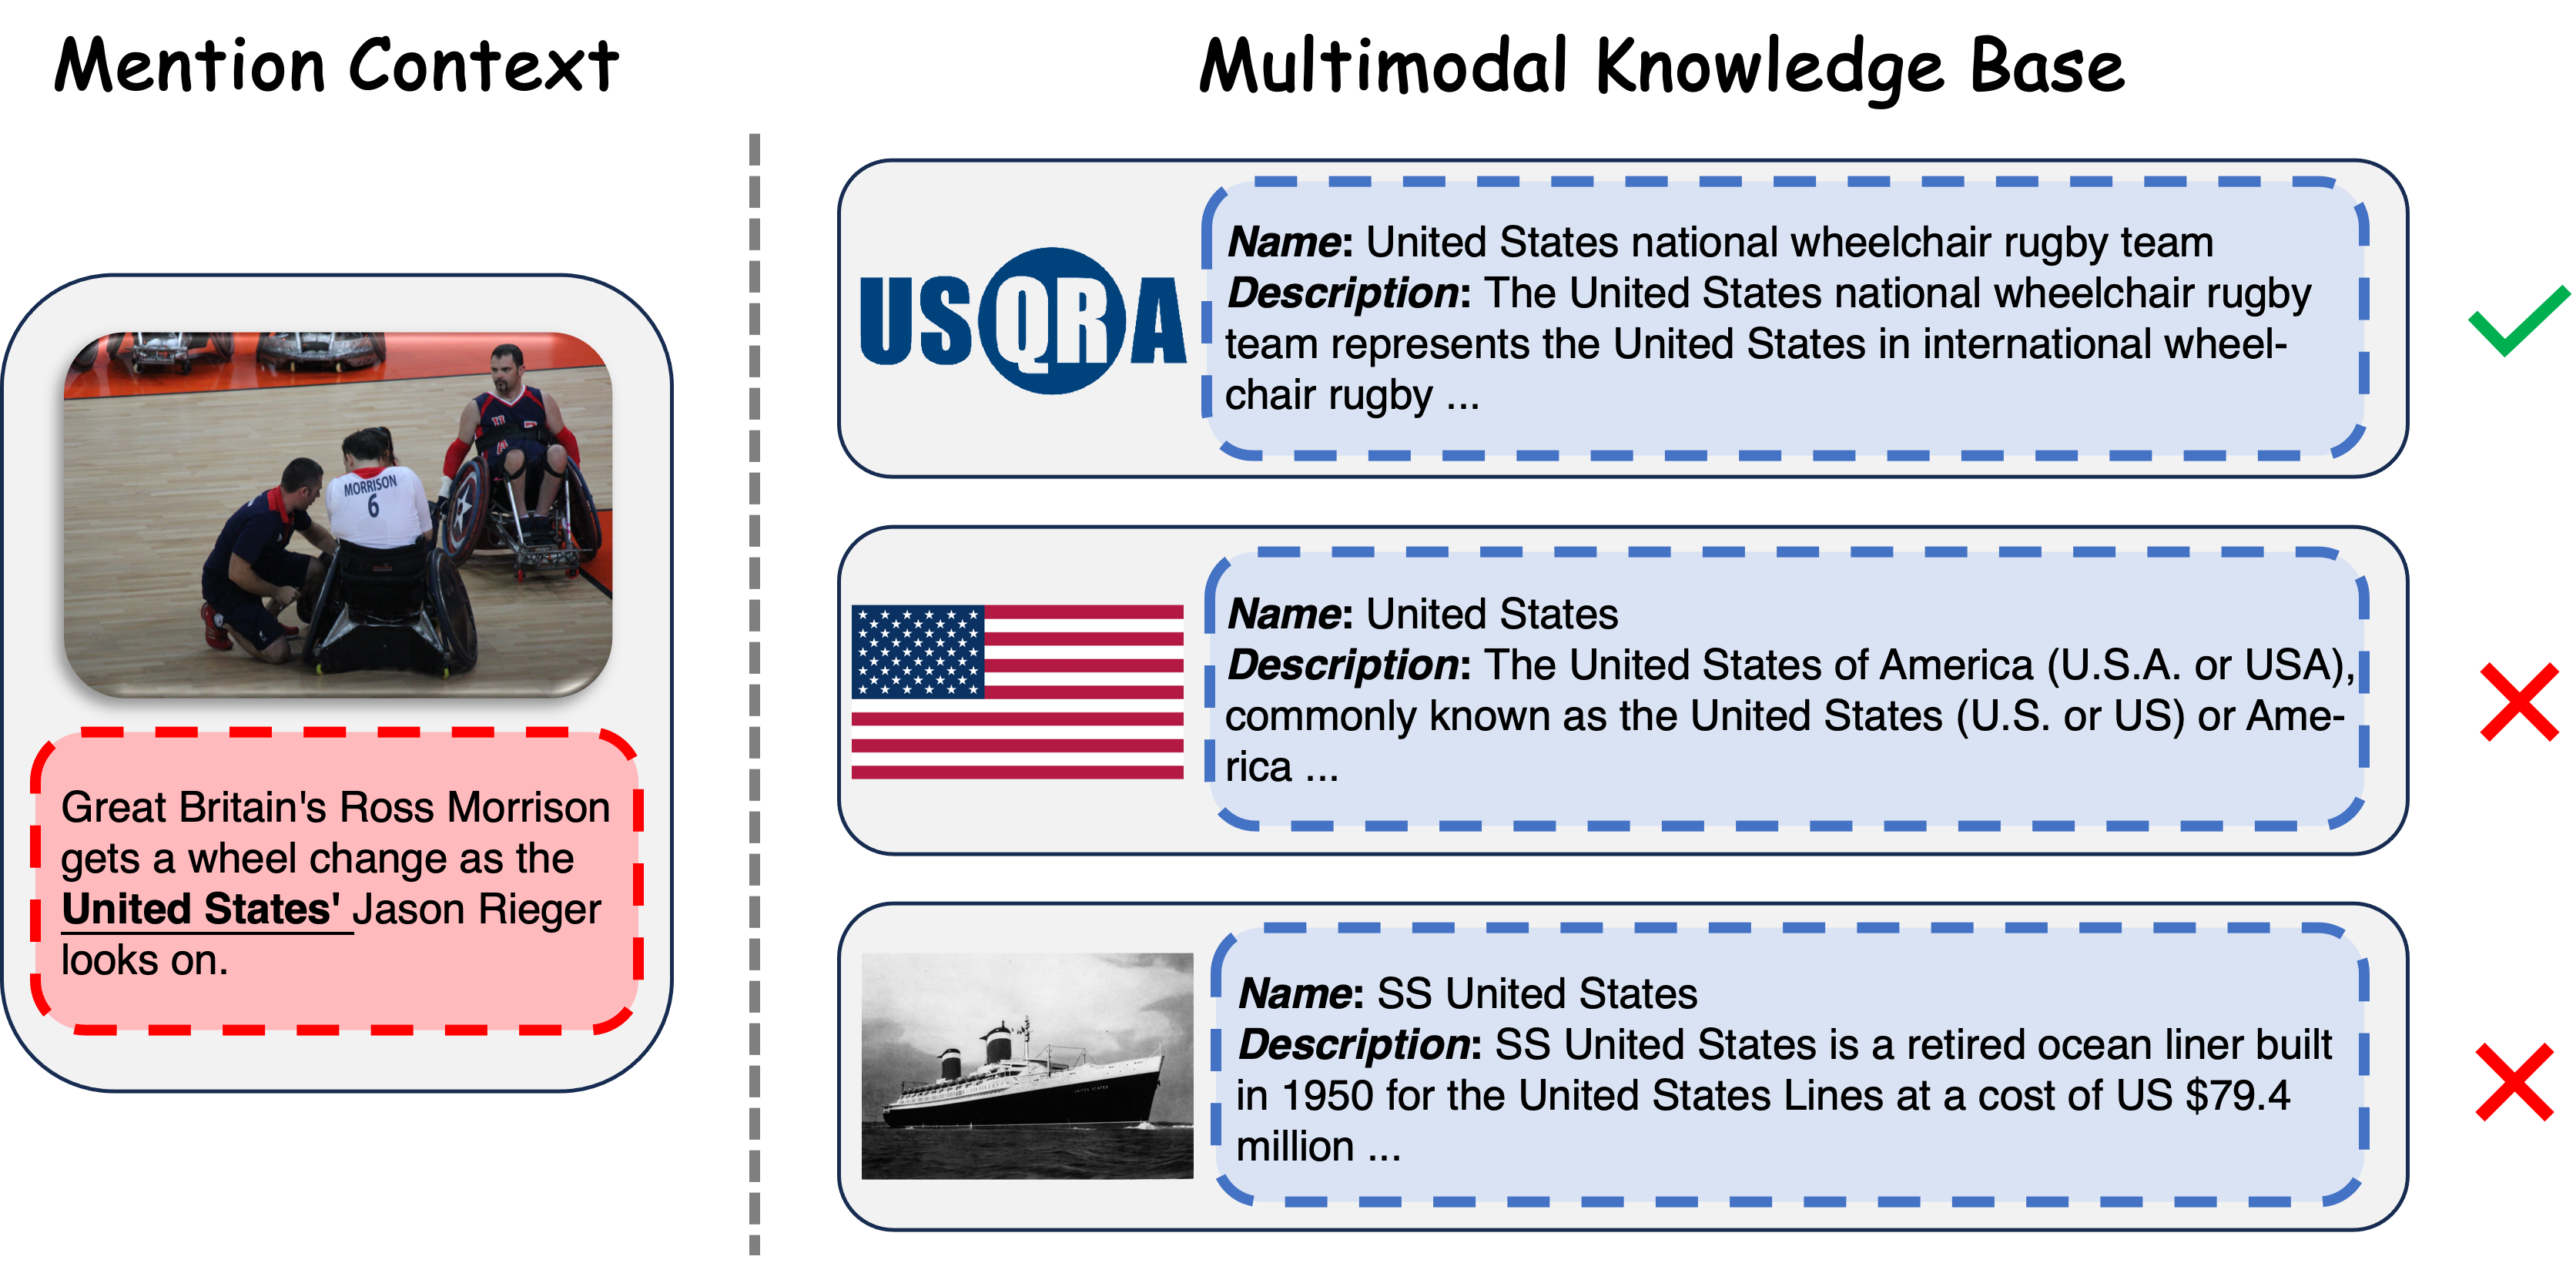 Mention Context
Multimodal Knowledge Base
MORRISON
6
Great Britain's Ross Morrison
gets a wheel change as the
United States' Jason Rieger
looks on.
USQRA
Name: United States national wheelchair rugby team
Description: The United States national wheelchair rugby
team represents the United States in international wheel-
chair rugby ...
Name: United States
Description: The United States of America (U.S.A. or USA),
commonly known as the United States (U.S. or US) or Ame-
rica ...
Name: SS United States
Description: SS United States is a retired ocean liner built
in 1950 for the United States Lines at a cost of US $79.4
million ...